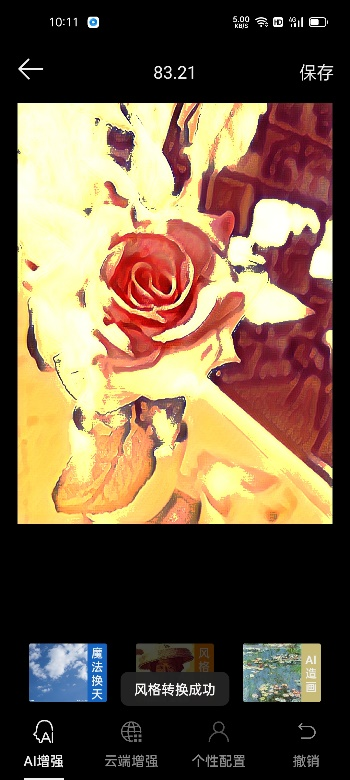 10:11
5.00
KB/s
HD
4G
83.21
保存
魔法换天
风格
AI造画
风格转换成功
AI增强
云端增强
个性配置
撤销